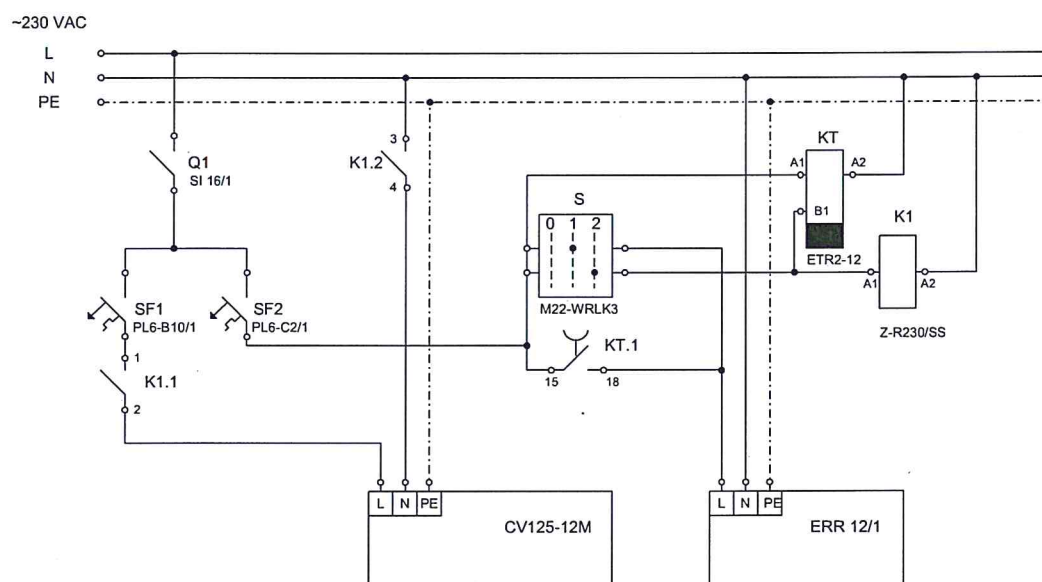 ~230 VAC
L
N
PE
Q1
SI 16/1
3
K1.2
4
KT
A1
A2
B1
ETR2-12
S
0 1 2
M22-WRLK3
K1
A1
A2
Z-R230/SS
SF1
PL6-B10/1
SF2
PL6-C2/1
KT.1
15
18
1
K1.1
2
L N PE
CV125-12M
L N PE
ERR 12/1